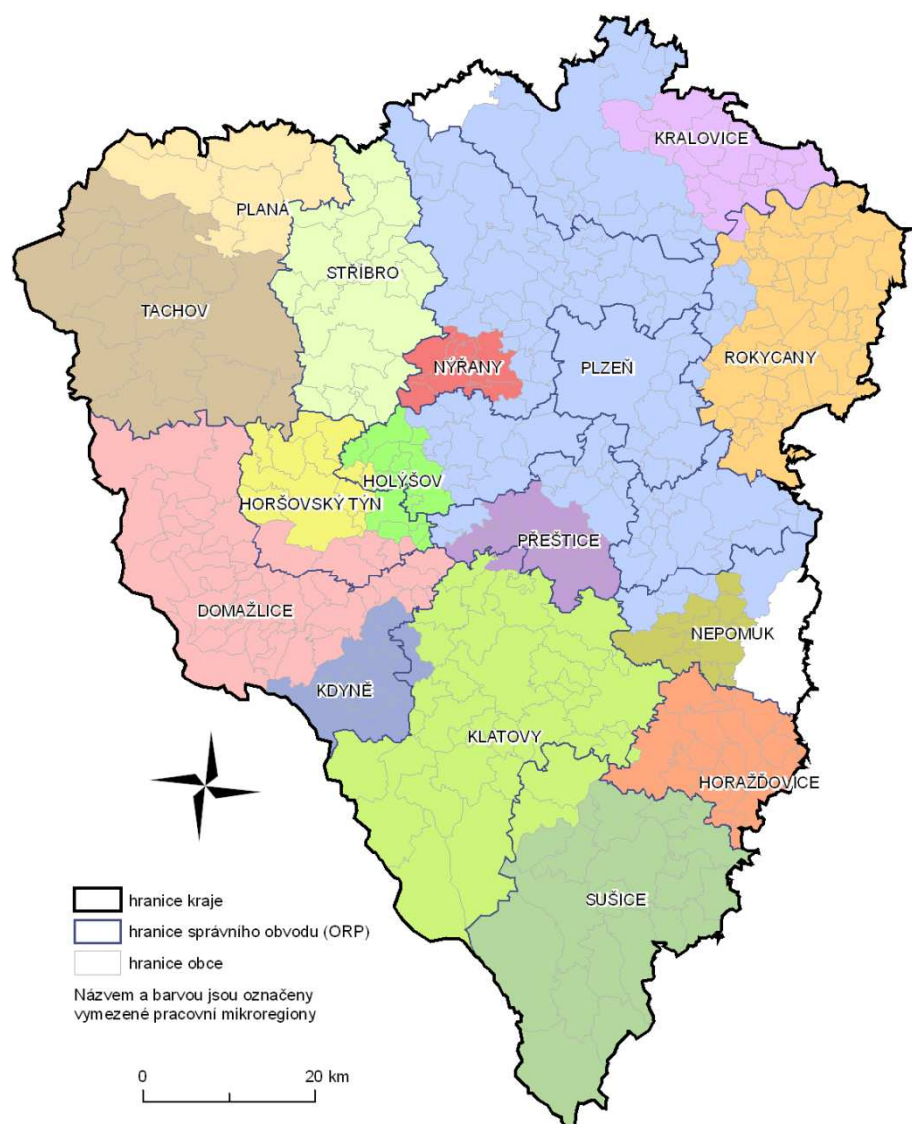 KRALOVICE
PLANÁ
STŘÍBRO
TACHOV
ROKYCANY
NÝŘANY
PLZEŇ
HOLÝŠOV
HORŠOVSKÝ TÝN
PŘEŠTICE
DOMAŽLICE
NEPOMUK
KDYNĚ
KLATOVY
HORAŽĎOVICE
SUŠICE
hranice kraje
hranice správního obvodu (ORP)
hranice obce
Názvem a barvou jsou označeny
vymezené pracovní mikroregiony
0 20 km